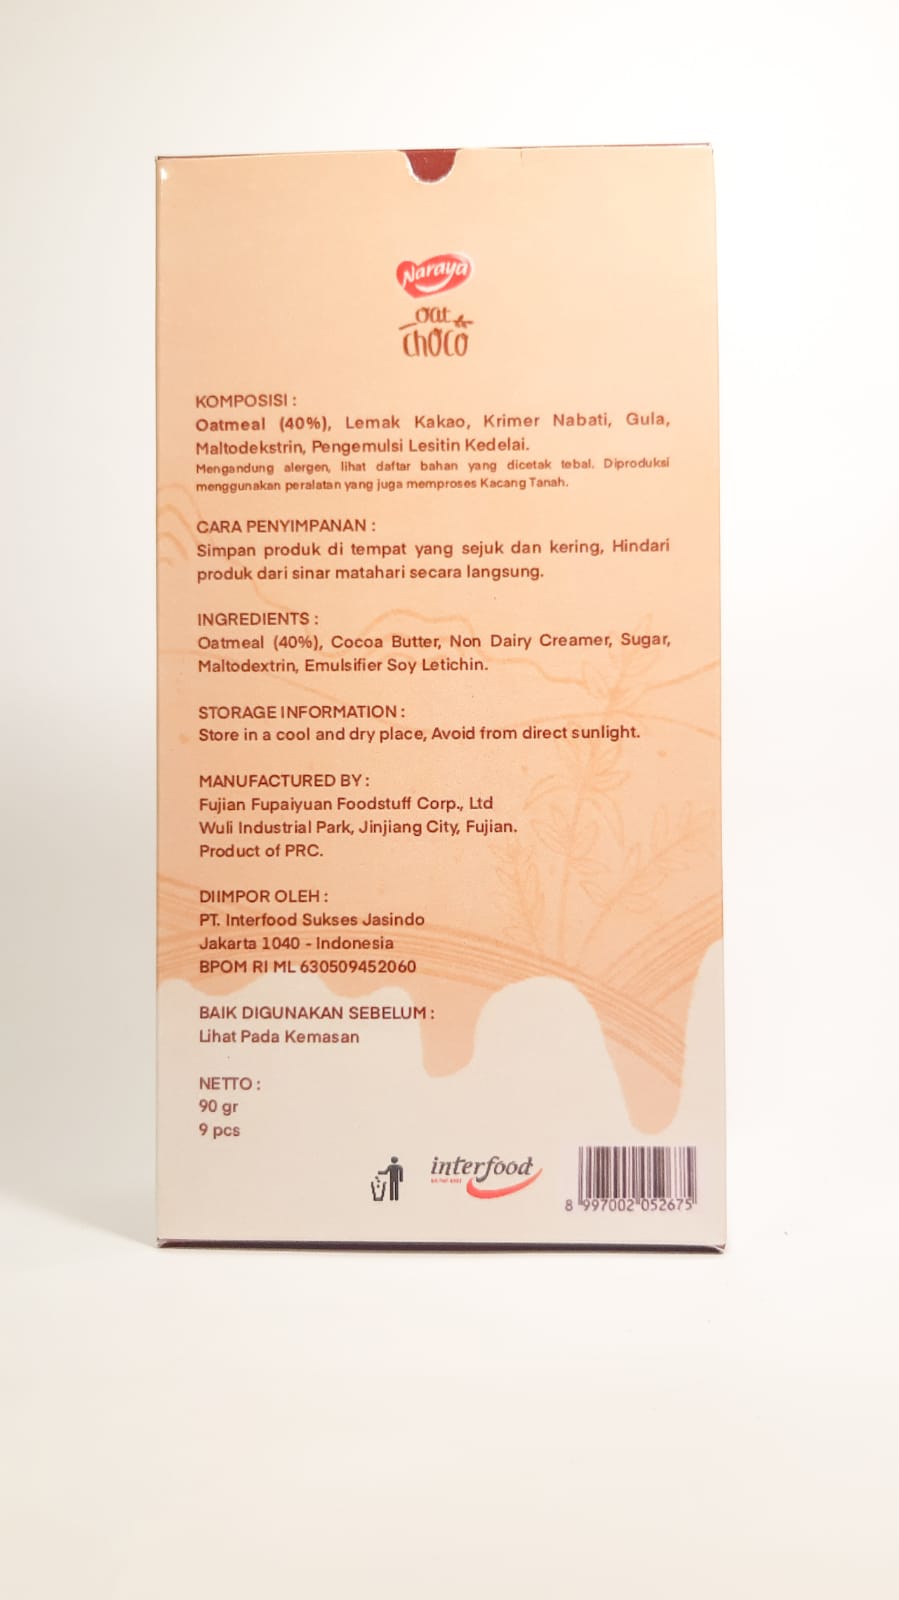 Naraya
oat &
choco
KOMPOSISI :
Oatmeal (40%), Lemak Kakao, Krimer Nabati, Gula,
Maltodekstrin, Pengemulsi Lesitin Kedelai.
Mengandung alergen, lihat daftar bahan yang dicetak tebal. Diproduksi
menggunakan peralatan yang juga memproses Kacang Tanah.
CARA PENYIMPANAN :
Simpan produk di tempat yang sejuk dan kering, Hindari
produk dari sinar matahari secara langsung.
INGREDIENTS :
Oatmeal (40%), Cocoa Butter, Non Dairy Creamer, Sugar,
Maltodextrin, Emulsifier Soy Letichin.
STORAGE INFORMATION :
Store in a cool and dry place, Avoid from direct sunlight.
MANUFACTURED BY :
Fujian Fupaiyuan Foodstuff Corp., Ltd
Wuli Industrial Park, Jinjiang City, Fujian.
Product of PRC.
DIIMPOR OLEH :
PT. Interfood Sukses Jasindo
Jakarta 1040 - Indonesia
BPOM RI ML 630509452060
BAIK DIGUNAKAN SEBELUM :
Lihat Pada Kemasan
NETTO :
90 gr
9 pcs
interfood
8 997002 052675